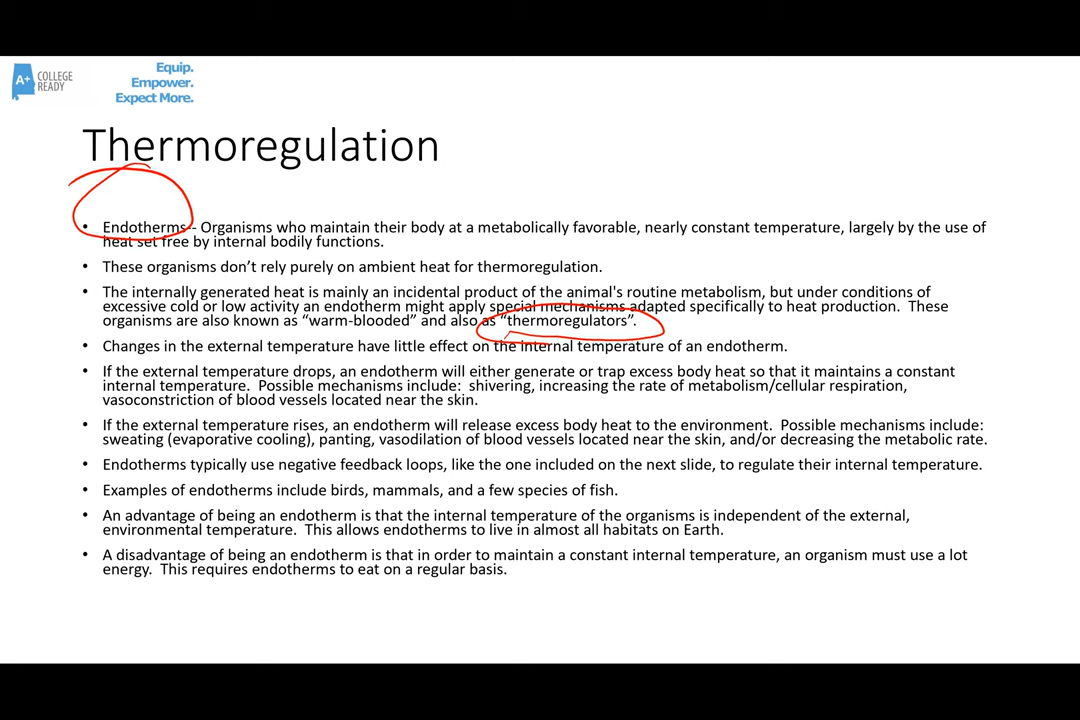 A+ COLLEGE
READY
Equip.
Empower.
Expect More.
Thermoregulation
• Endotherms-- Organisms who maintain their body at a metabolically favorable, nearly constant temperature, largely by the use of
heat set free by internal bodily functions.
• These organisms don’t rely purely on ambient heat for thermoregulation.
• The internally generated heat is mainly an incidental product of the animal's routine metabolism, but under conditions of
excessive cold or low activity an endotherm might apply special mechanisms adapted specifically to heat production.  These
organisms are also known as “warm-blooded” and also as “thermoregulators”.
• Changes in the external temperature have little effect on the internal temperature of an endotherm.
• If the external temperature drops, an endotherm will either generate or trap excess body heat so that it maintains a constant
internal temperature.  Possible mechanisms include:  shivering, increasing the rate of metabolism/cellular respiration,
vasoconstriction of blood vessels located near the skin.
• If the external temperature rises, an endotherm will release excess body heat to the environment.  Possible mechanisms include:
sweating (evaporative cooling), panting, vasodilation of blood vessels located near the skin, and/or decreasing the metabolic rate.
• Endotherms typically use negative feedback loops, like the one included on the next slide, to regulate their internal temperature.
• Examples of endotherms include birds, mammals, and a few species of fish.
• An advantage of being an endotherm is that the internal temperature of the organisms is independent of the external,
environmental temperature.  This allows endotherms to live in almost all habitats on Earth.
• A disadvantage of being an endotherm is that in order to maintain a constant internal temperature, an organism must use a lot
energy.  This requires endotherms to eat on a regular basis.